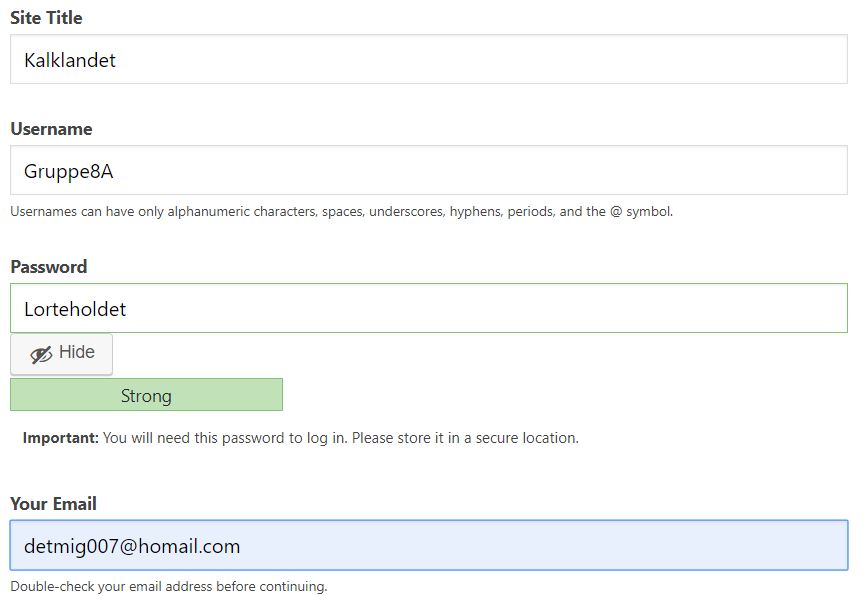 Site Title
Kalklandet
Username
Gruppe8A
Usernames can have only alphanumeric characters, spaces, underscores, hyphens, periods, and the @ symbol.
Password
Lorteholdet
Hide
Strong
Important: You will need this password to log in. Please store it in a secure location.
Your Email
detmig007@homail.com
Double-check your email address before continuing.